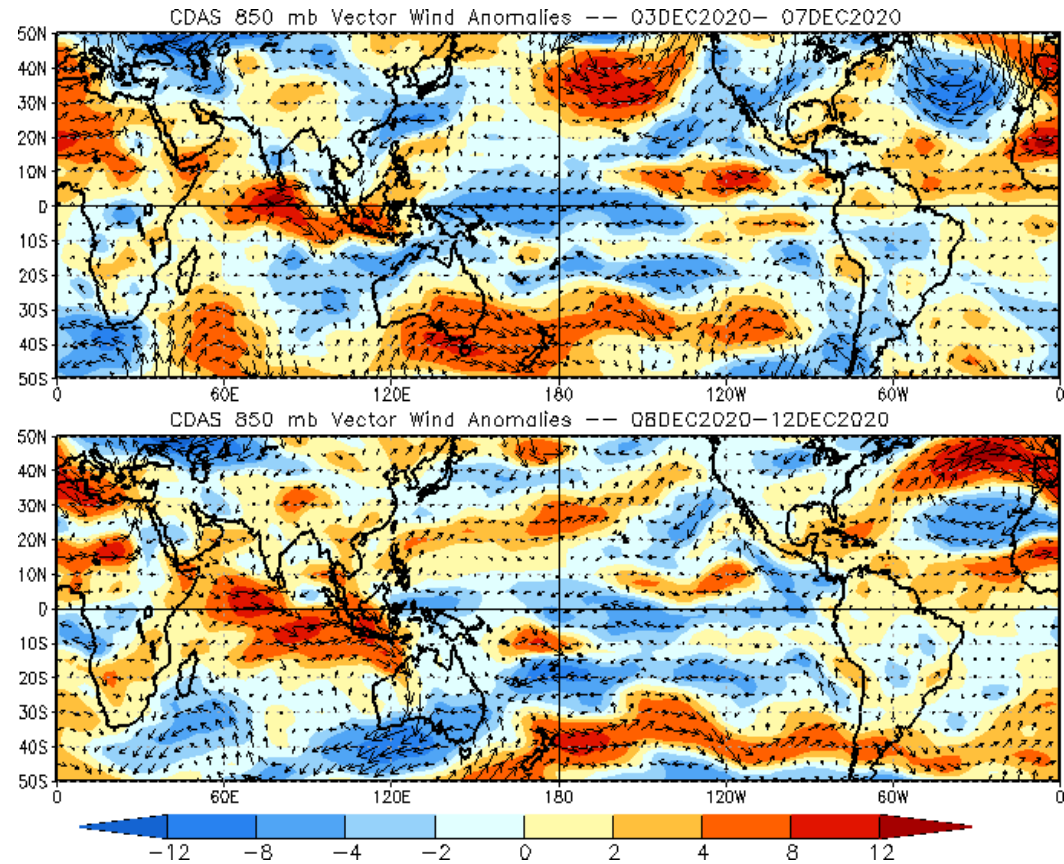 CDAS 850 mb Vector Wind Anomalies -- 03DEC2020- 07DEC2020
50N
40N
30N
20N
10N
0
10S
20S
30S
40S
50S
0 60E 120E 180 120W 60W 0
CDAS 850 mb Vector Wind Anomalies -- 08DEC2020-12DEC2020
50N
40N
30N
20N
10N
0
10S
20S
30S
40S
50S
0 60E 120E 180 120W 60W 0
-12 -8 -4 -2 0 2 4 8 12